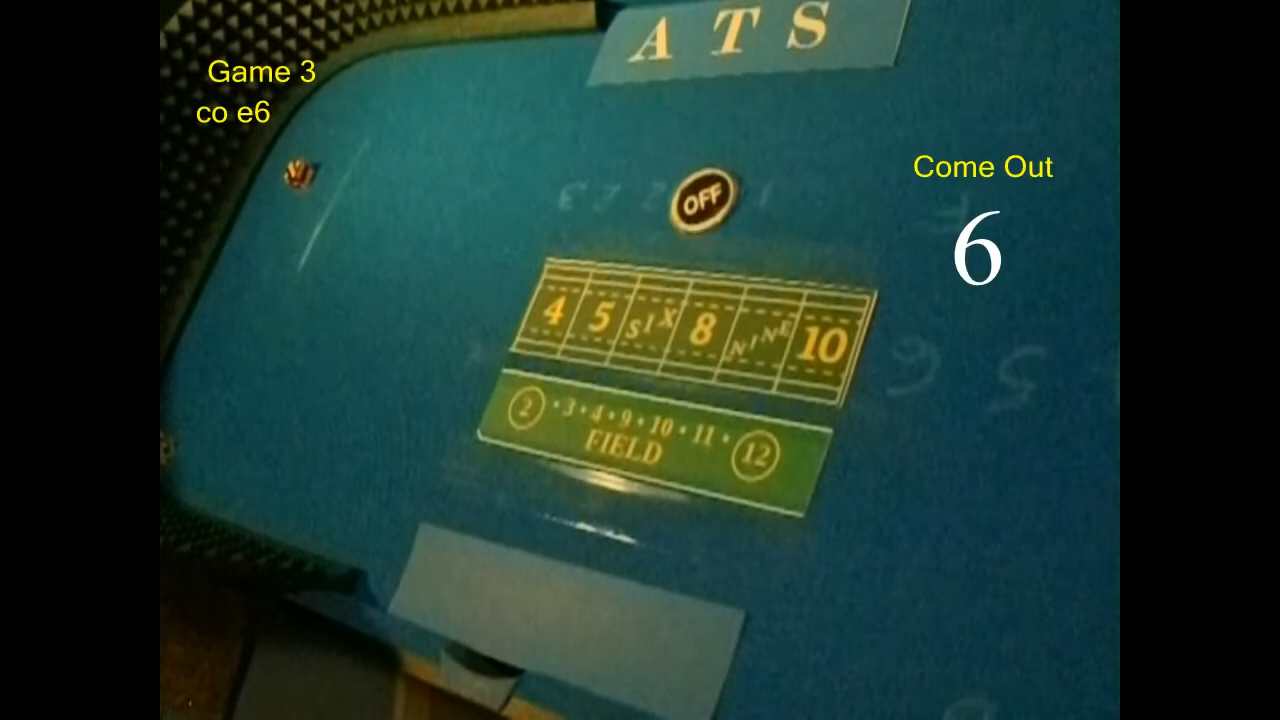 A T S
Game 3
co e6
Come Out
OFF
6
4 5 SIX 8 NINE 10
2 • 3 • 4 • 9 • 10 • 11 • 12
FIELD